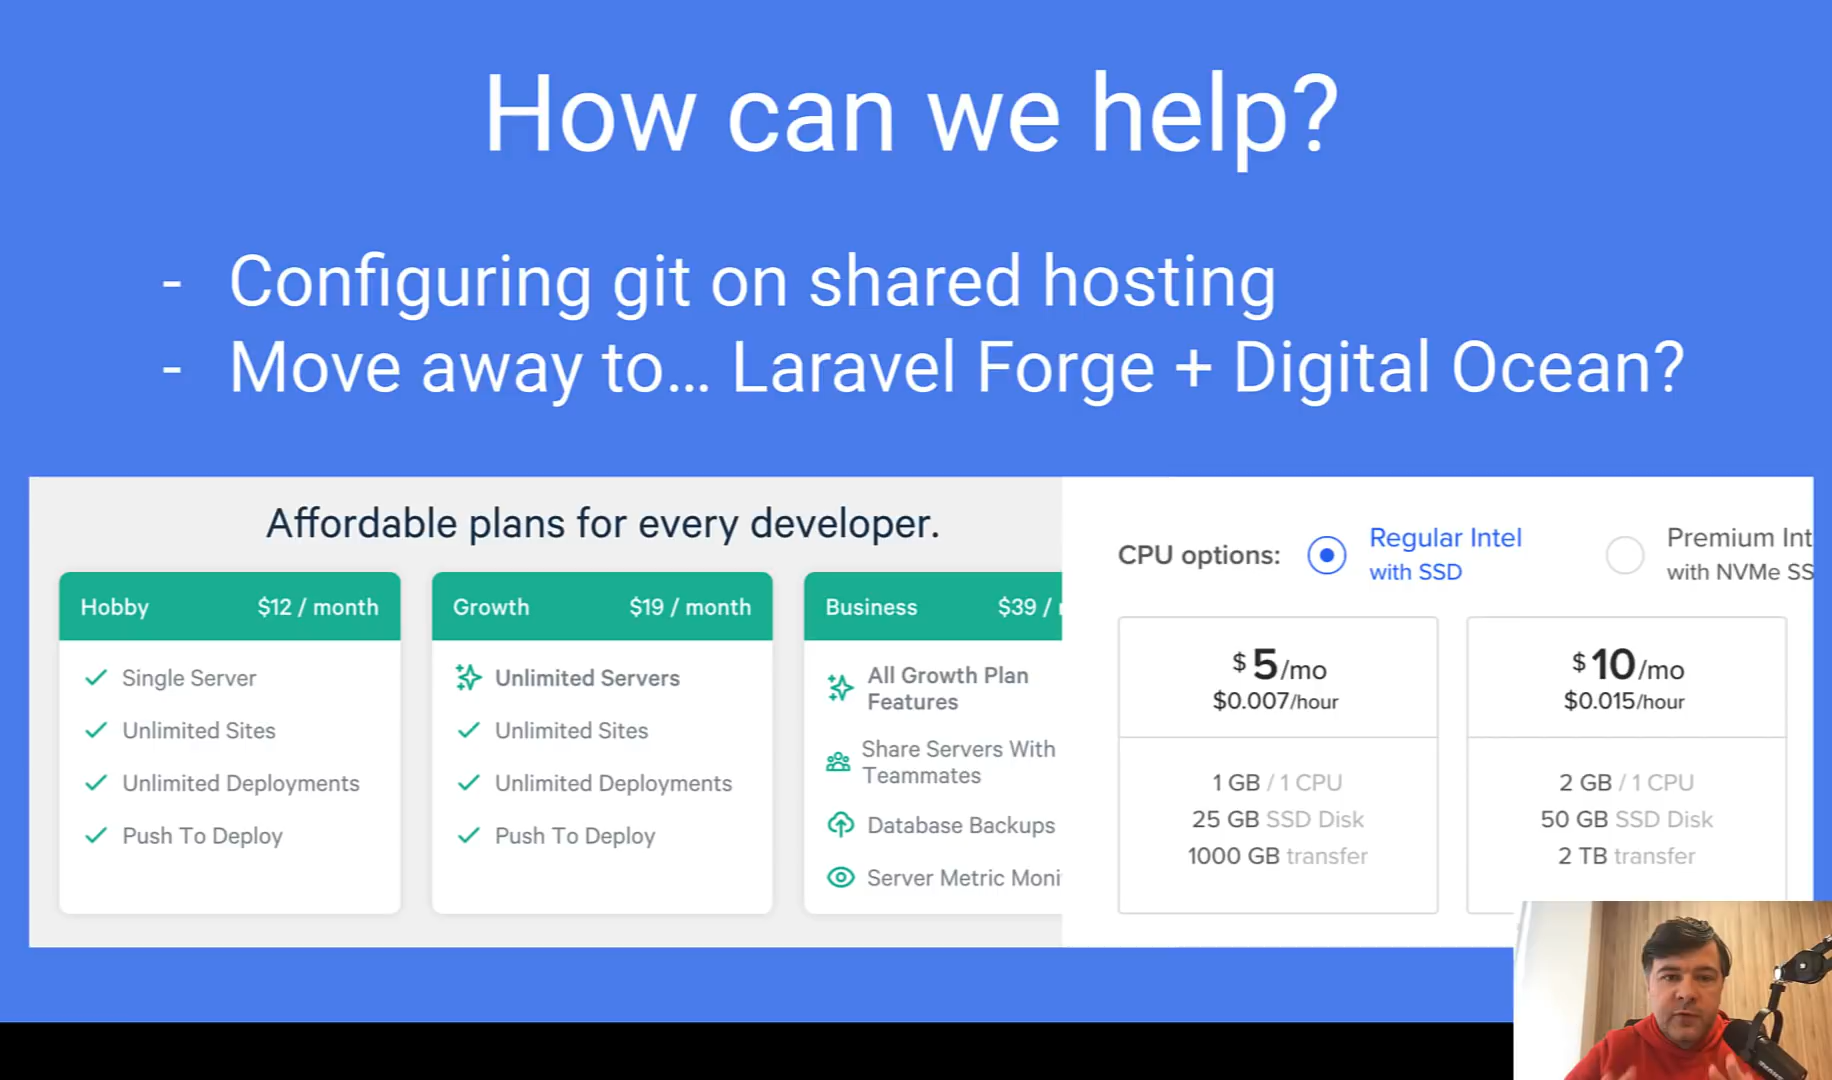 How can we help?
- Configuring git on shared hosting
- Move away to... Laravel Forge + Digital Ocean?
Affordable plans for every developer.
Hobby $12 / month
Single Server
Unlimited Sites
Unlimited Deployments
Push To Deploy
Growth $19 / month
Unlimited Servers
Unlimited Sites
Unlimited Deployments
Push To Deploy
Business $39 /
All Growth Plan
Features
Share Servers With
Teammates
Database Backups
Server Metric Moni
CPU options:
Regular Intel
with SSD
Premium Int
with NVMe SS
$5/mo
$0.007/hour
1 GB / 1 CPU
25 GB SSD Disk
1000 GB transfer
$10/mo
$0.015/hour
2 GB / 1 CPU
50 GB SSD Disk
2 TB transfer